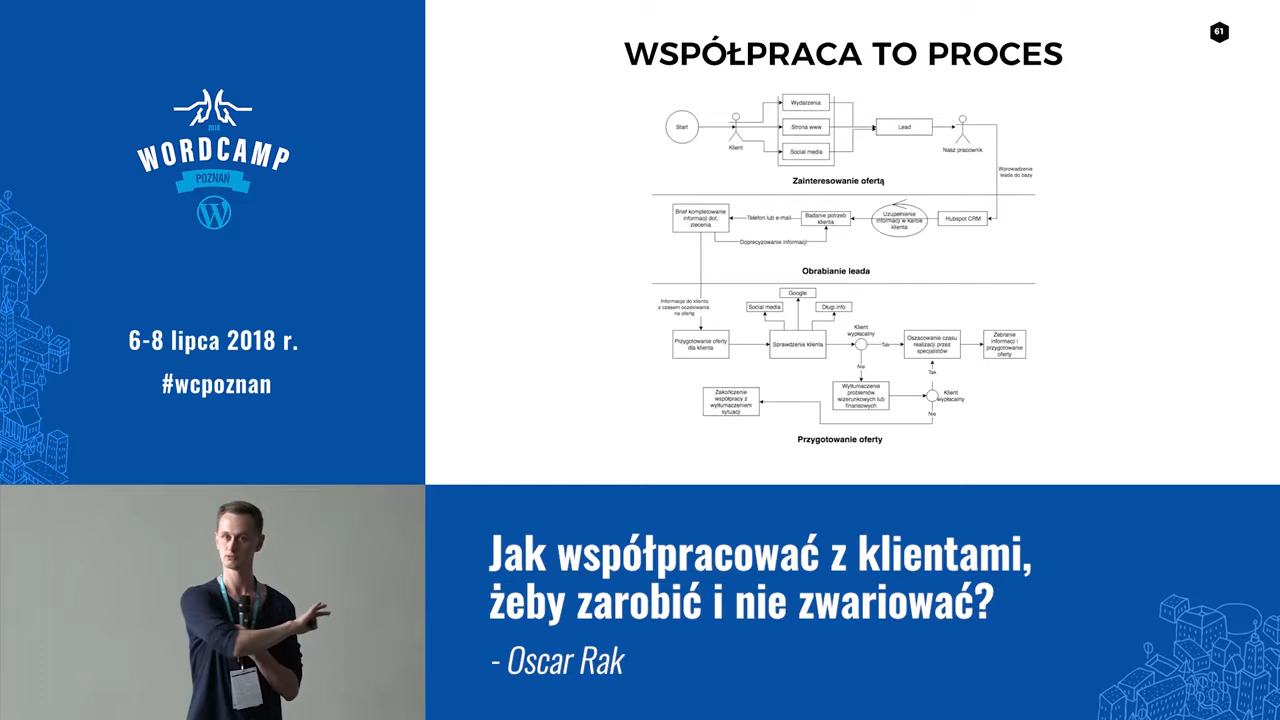 2018
WORDCAMP
POZNAŃ
6-8 lipca 2018 r.
#wcpoznan
61
WSPÓŁPRACA TO PROCES
Start
Klient
Wydarzenia
Strona www
Social media
Lead
Nasz pracownik
Wprowadzenie
leada do bazy
Zainteresowanie ofertą
Brief kompletowanie
informacji dot.
zlecenia
Telefon lub e-mail
Badanie potrzeb
klienta
Uzupełnienie
informacji w karcie
klienta
Hubspot CRM
Doprecyzowanie informacji
Obrabianie leada
Informacja do klienta
z czasem oczekiwania
na ofertę
Google
Social media
Długi.info
Przygotowanie oferty
dla klienta
Sprawdzenie klienta
Klient
wypłacalny
Tak
Oszacowanie czasu
realizacji przez
specjalistów
Zebranie
informacji i
przygotowanie
oferty
Nie
Tak
Zakończenie
współpracy z
wytłumaczeniem
sytuacji
Wytłumaczenie
problemów
wizerunkowych lub
finansowych
Klient
wypłacalny
Nie
Przygotowanie oferty
Jak współpracować z klientami,
żeby zarobić i nie zwariować?
- Oscar Rak